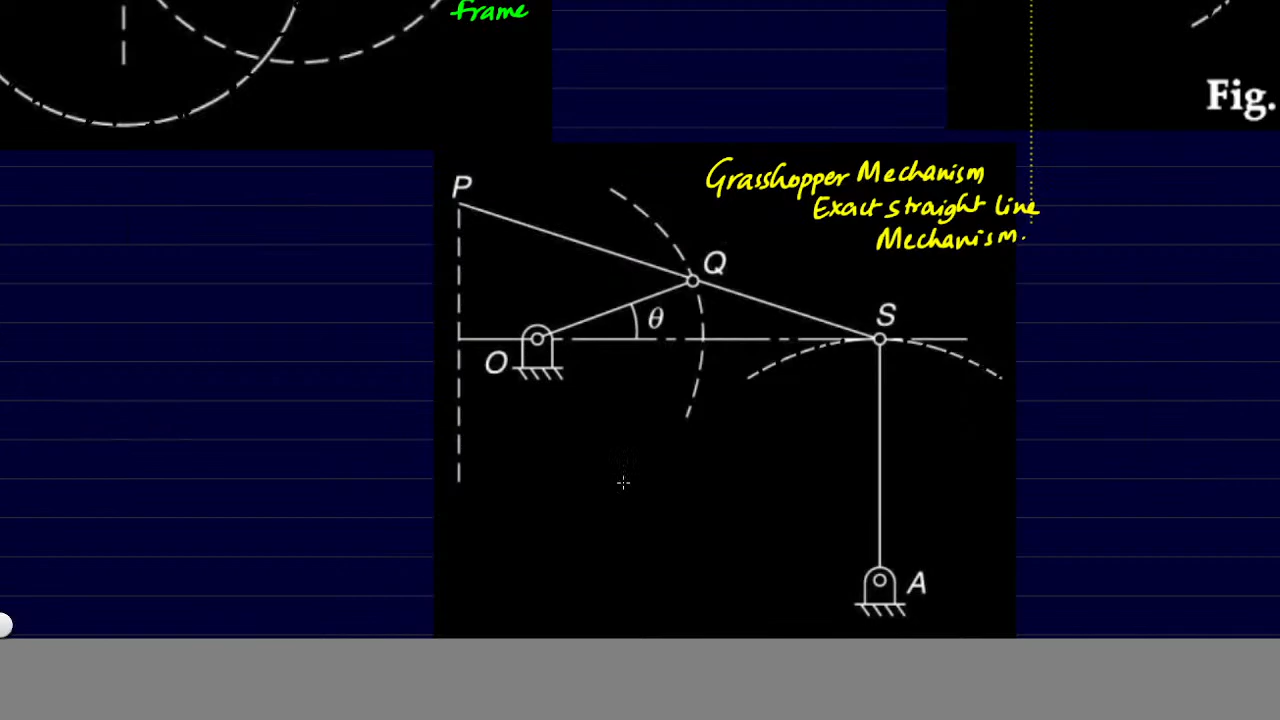 frame
Fig.
Grasshopper Mechanism
Exact straight line
Mechanism.
P
Q
θ
S
O
A